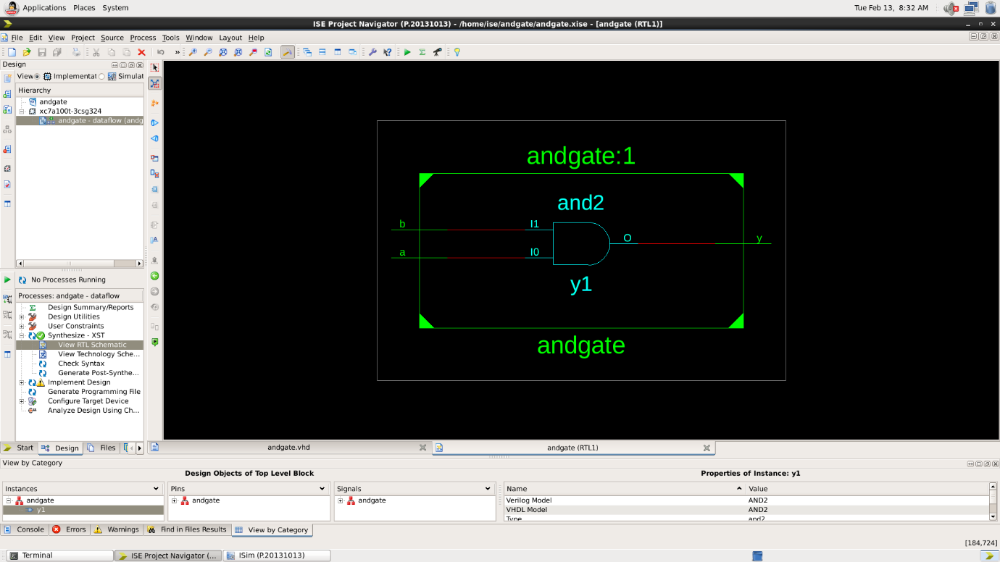 Applications Places System Tue Feb 13, 8:32 AM
ISE Project Navigator (P.20131013) - /home/ise/andgate/andgate.xise - [andgate (RTL1)]
File Edit View Project Source Process Tools Window Layout Help
»
Design
View: Implementat Simulat
Hierarchy
andgate
xc7a100t-3csg324
andgate - dataflow (andg
No Processes Running
Processes: andgate - dataflow
Design Summary/Reports
Design Utilities
User Constraints
Synthesize - XST
View RTL Schematic
View Technology Sche...
Check Syntax
Generate Post-Synthe...
Implement Design
Generate Programming File
Configure Target Device
Analyze Design Using Ch...
Start Design Files
andgate:1
and2
b I1
O y
a I0
y1
andgate
andgate.vhd andgate (RTL1)
View by Category
Design Objects of Top Level Block Properties of Instance: y1
Instances Pins Signals Name Value
andgate andgate andgate Verilog Model AND2
y1 VHDL Model AND2
Type and2
Console Errors Warnings Find in Files Results View by Category
[184,724]
Terminal ISE Project Navigator (... ISim (P.20131013)